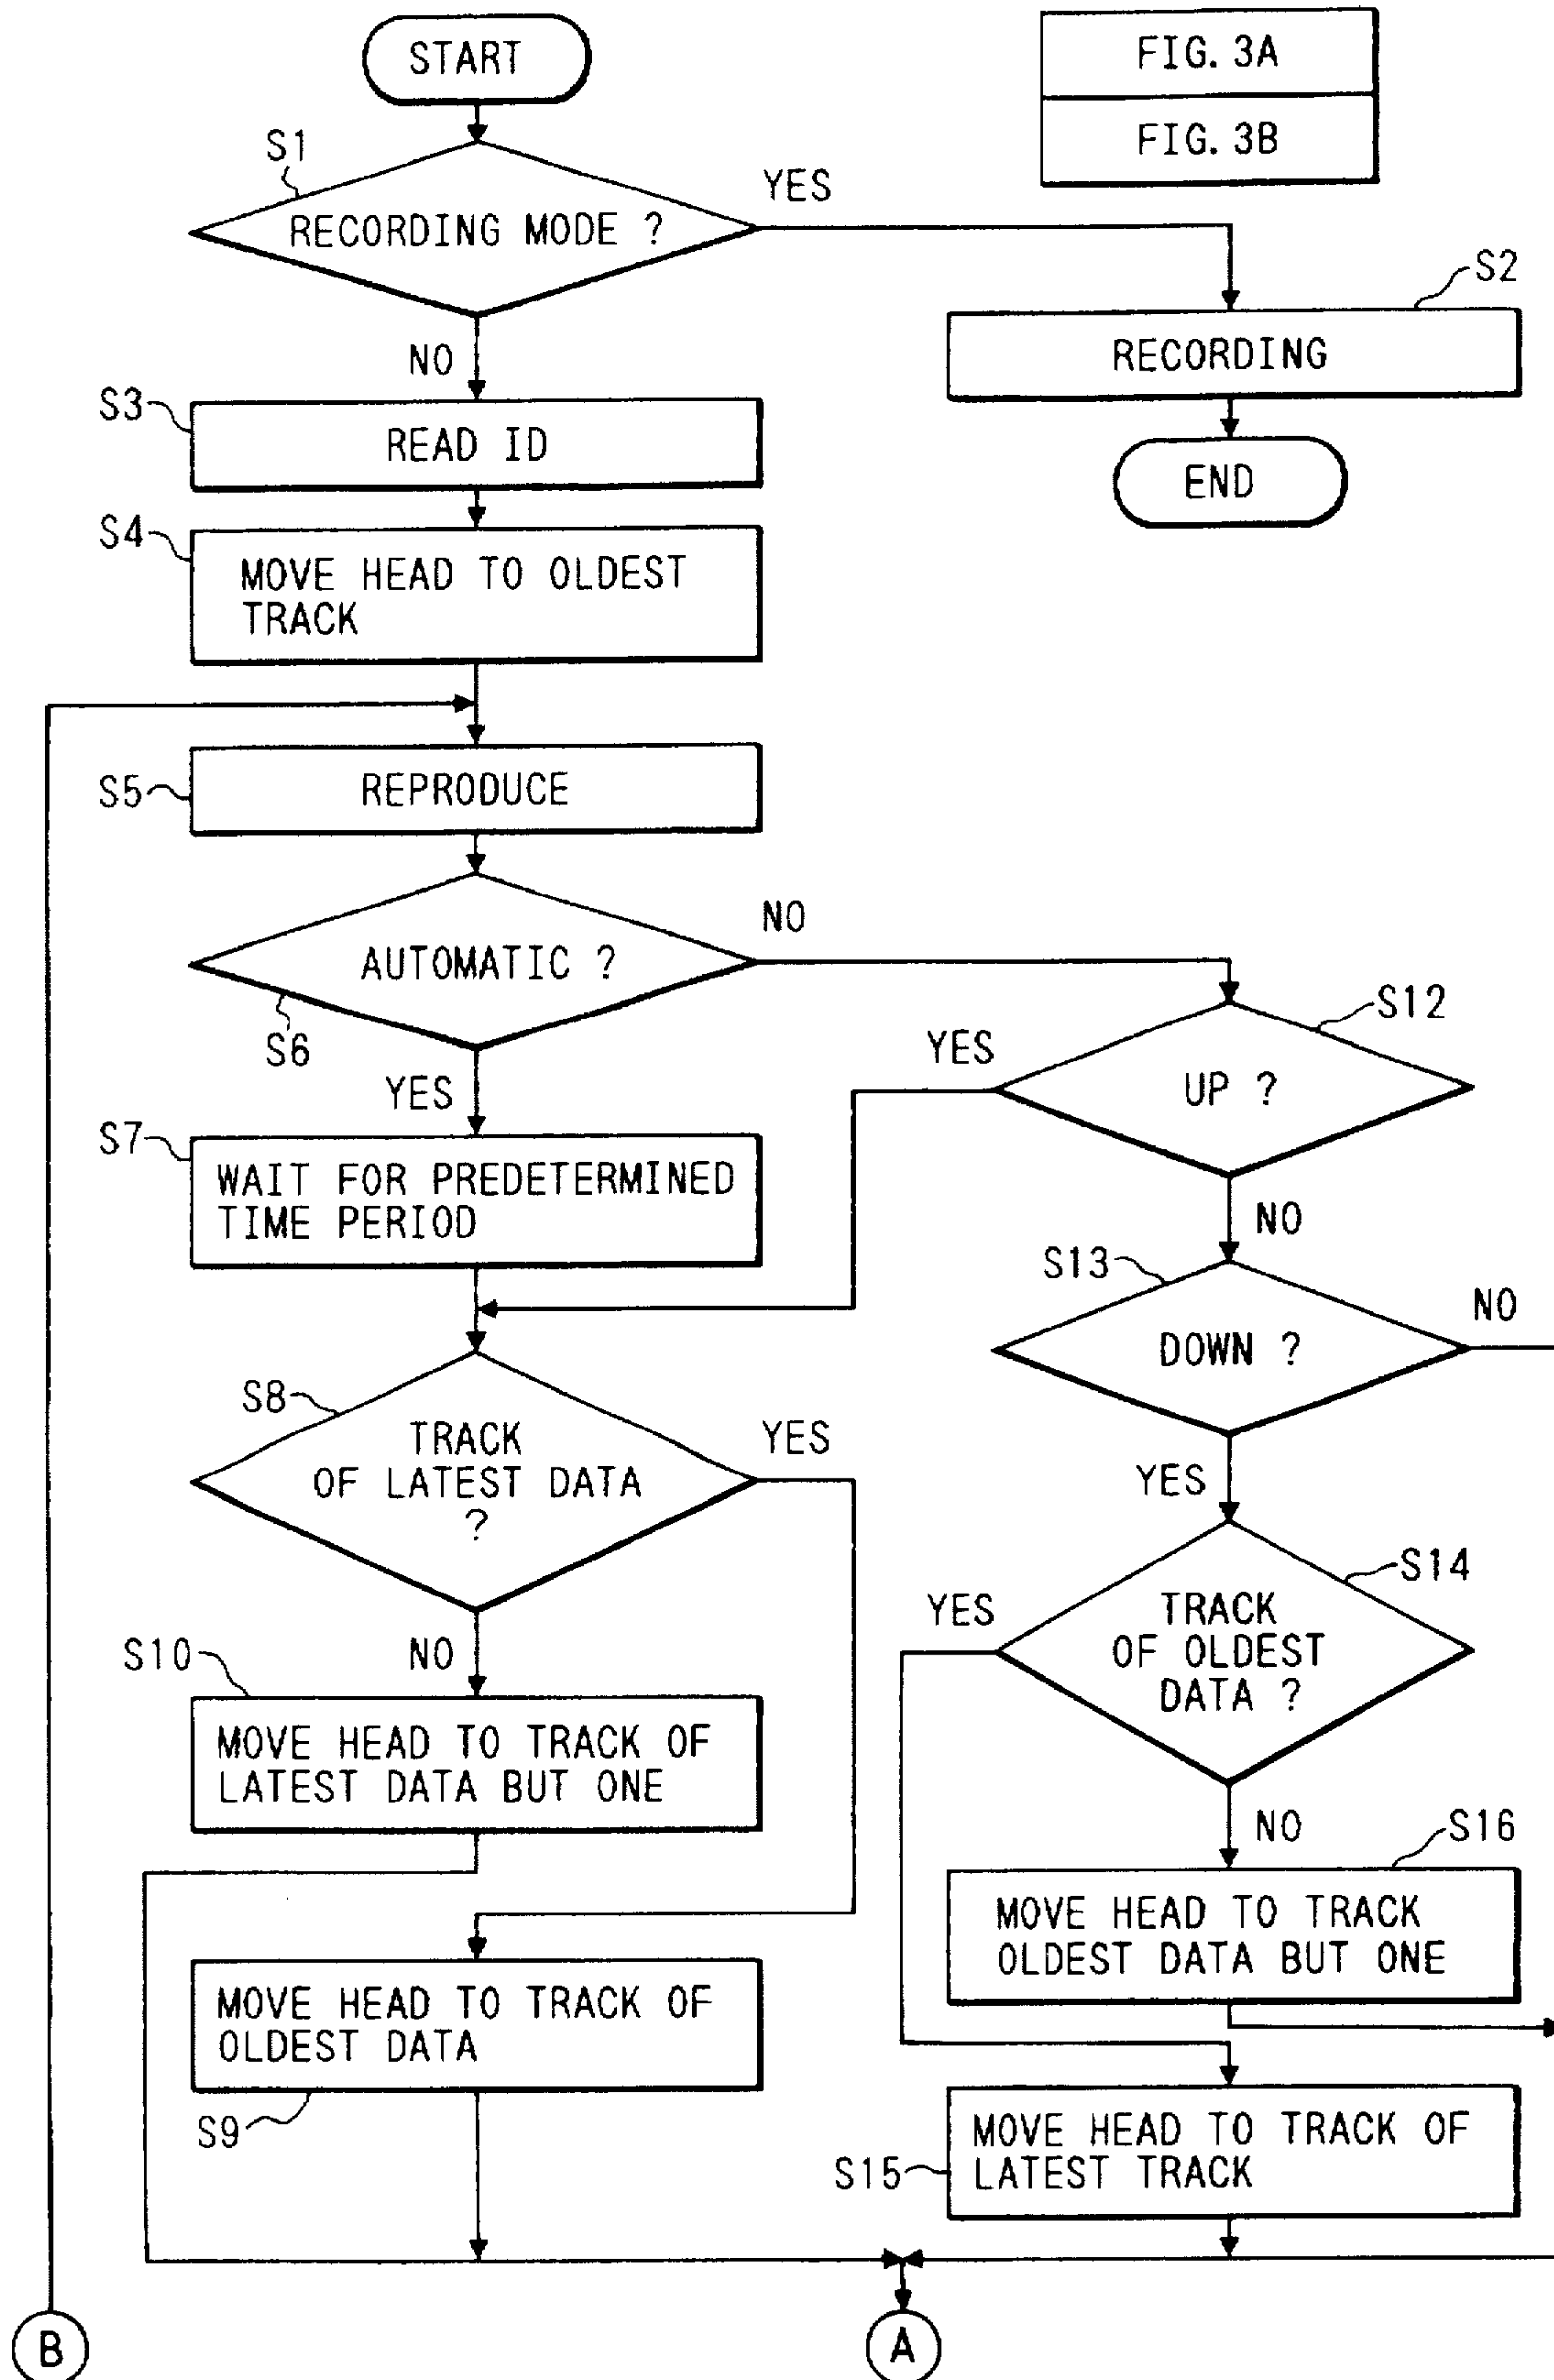 START
FIG. 3A
FIG. 3B
S1
RECORDING MODE ?
YES
NO
S2
RECORDING
END
S3
READ ID
S4
MOVE HEAD TO OLDEST
TRACK
S5
REPRODUCE
AUTOMATIC ?
S6
NO
YES
S12
UP ?
YES
NO
S7
WAIT FOR PREDETERMINED
TIME PERIOD
S13
DOWN ?
NO
YES
S8
TRACK
OF LATEST DATA
?
YES
NO
S14
TRACK
OF OLDEST
DATA ?
YES
NO
S10
MOVE HEAD TO TRACK OF
LATEST DATA BUT ONE
S16
MOVE HEAD TO TRACK
OLDEST DATA BUT ONE
MOVE HEAD TO TRACK OF
OLDEST DATA
S9
S15
MOVE HEAD TO TRACK OF
LATEST TRACK
B
A